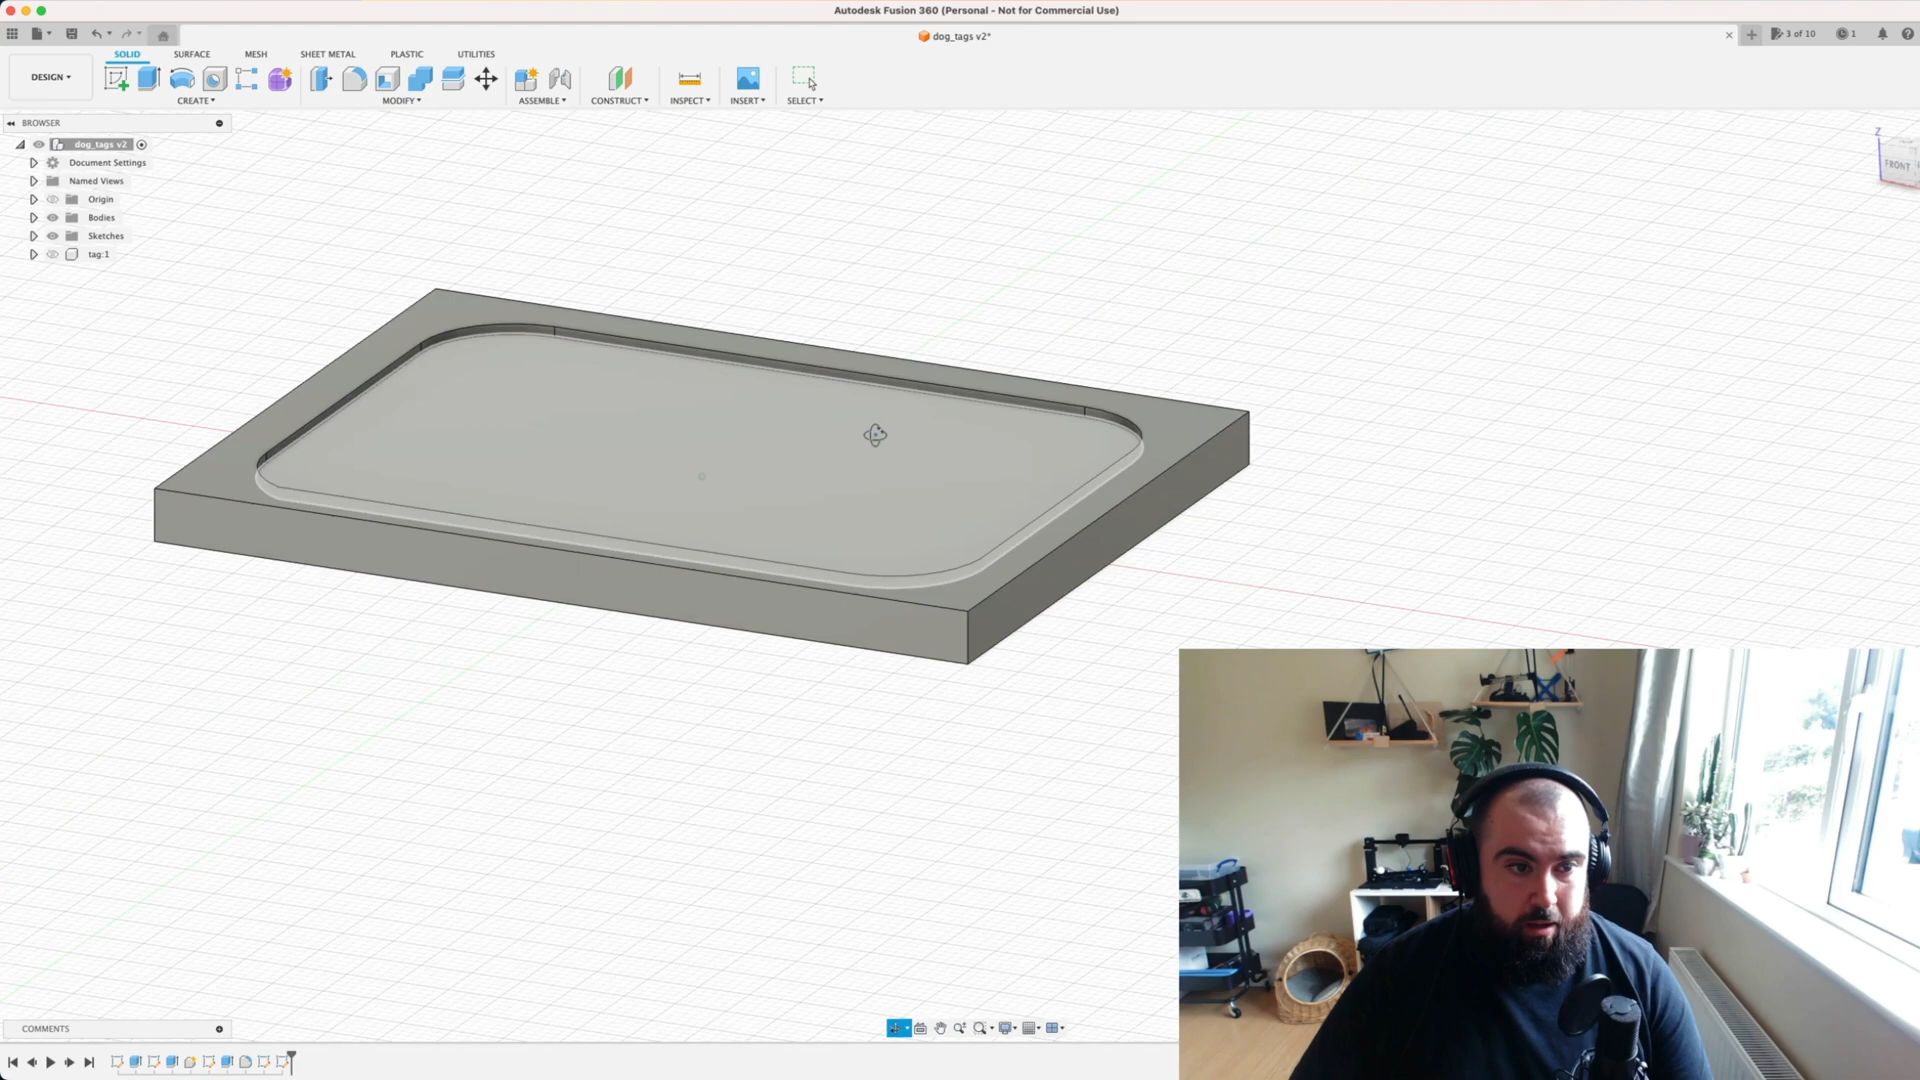 Autodesk Fusion 360 (Personal - Not for Commercial Use)
dog_tags v2*
3 of 10
1
SOLID SURFACE MESH SHEET METAL PLASTIC UTILITIES
DESIGN
CREATE MODIFY ASSEMBLE CONSTRUCT INSPECT INSERT SELECT
BROWSER
dog_tags v2
Document Settings
Named Views
Origin
Bodies
Sketches
tag:1
Z
FRONT
COMMENTS